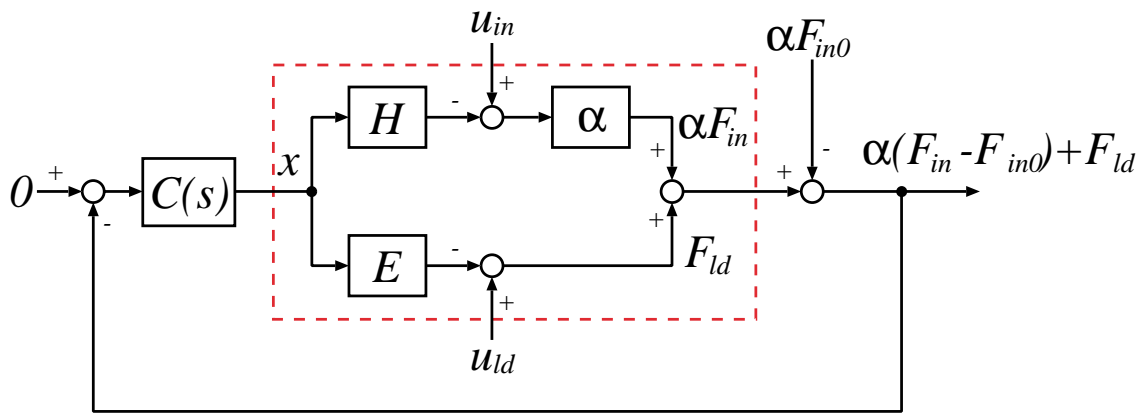 u_in
αF_in0
+
-
H
-
+
α
αF_in
+
-
α(F_in -F_in0)+F_ld
0
+
-
C(s)
x
+
+
E
-
+
F_ld
u_ld